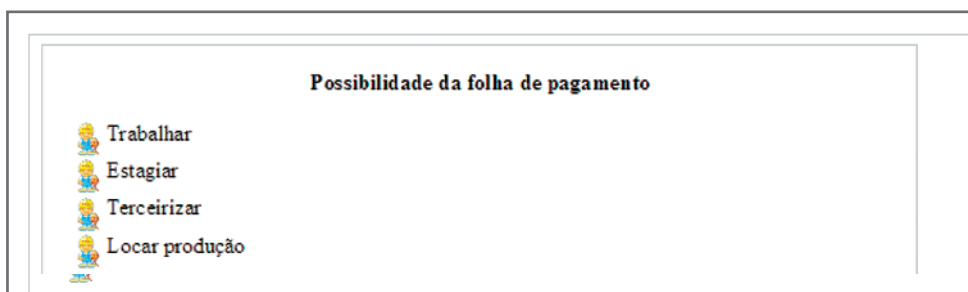 Possibilidade da folha de pagamento
Trabalhar
Estagiar
Terceirizar
Locar produção